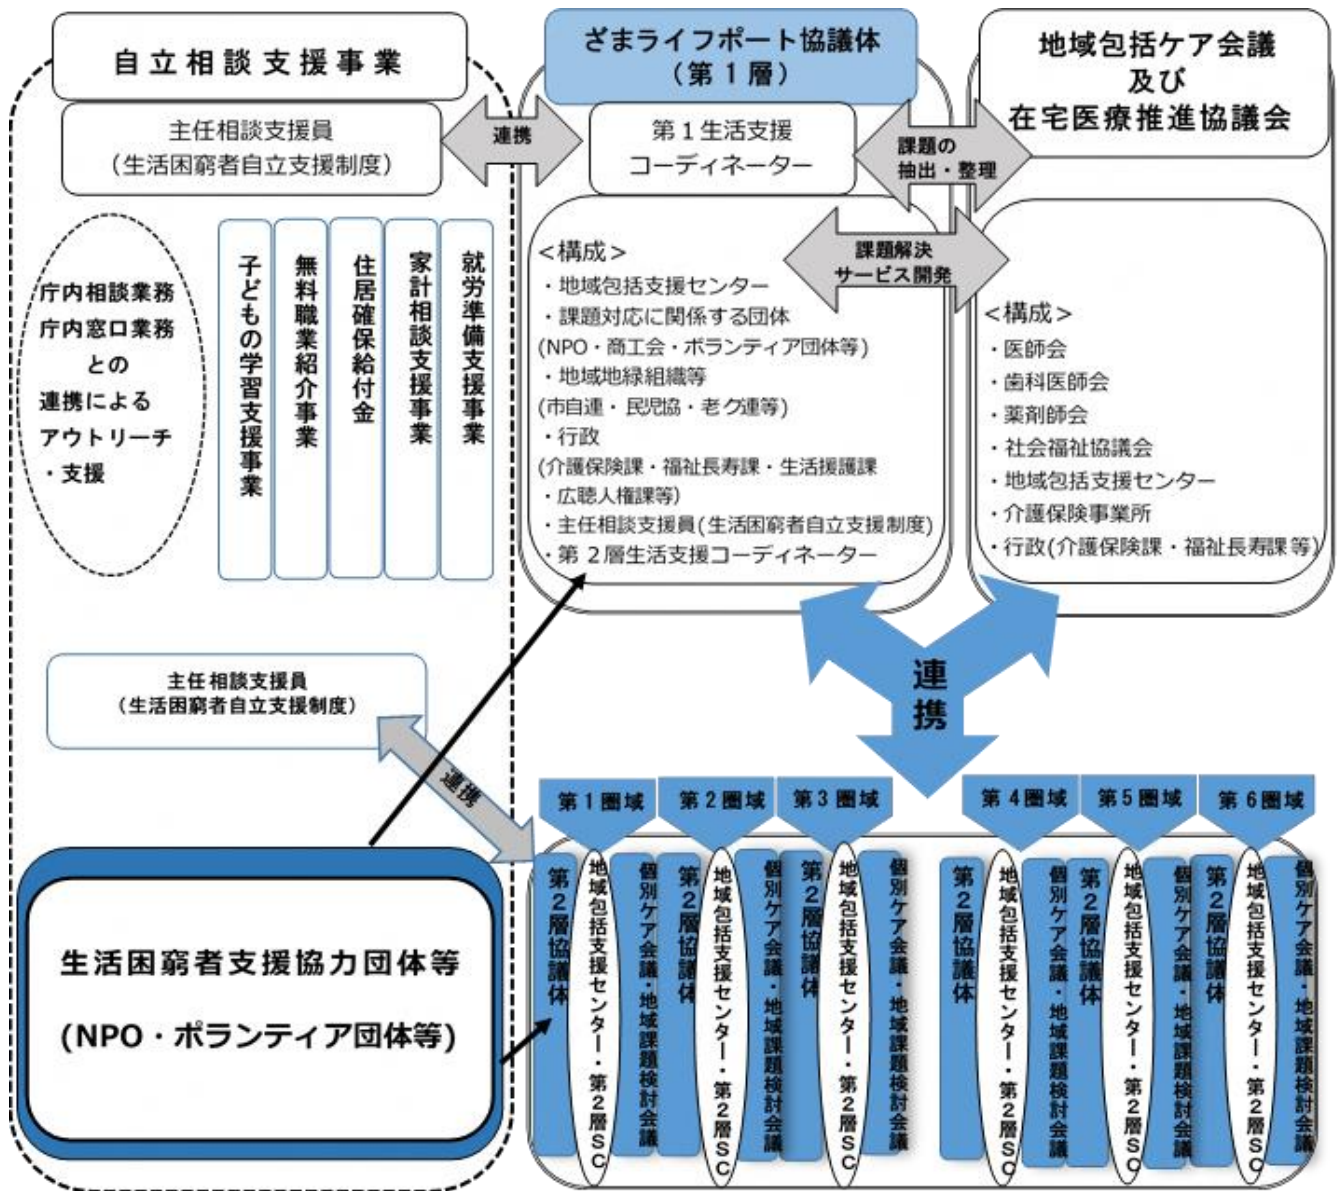 自立相談支援事業
主任相談支援員
（生活困窮者自立支援制度）
庁内相談業務
庁内窓口業務
との
連携による
アウトリーチ
・支援
子どもの学習支援事業
無料職業紹介事業
住居確保給付金
家計相談支援事業
就労準備支援事業
連携
ざまライフポート協議体
（第１層）
第１生活支援
コーディネーター
＜構成＞
・地域包括支援センター
・課題対応に関係する団体
(NPO・商工会・ボランティア団体等)
・地域地緑組織等
(市自連・民児協・老ク連等)
・行政
(介護保険課・福祉長寿課・生活援護課
・広聴人権課等)
・主任相談支援員(生活困窮者自立支援制度)
・第２層生活支援コーディネーター
課題の
抽出・整理
課題解決
サービス開発
地域包括ケア会議
及び
在宅医療推進協議会
＜構成＞
・医師会
・歯科医師会
・薬剤師会
・社会福祉協議会
・地域包括支援センター
・介護保険事業所
・行政(介護保険課・福祉長寿課等)
連携
主任相談支援員
（生活困窮者自立支援制度）
連携
生活困窮者支援協力団体等
(NPO・ボランティア団体等)
第１圏域
第２圏域
第３圏域
第４圏域
第５圏域
第６圏域
第２層協議体
地域包括支援センター・第２層ＳＣ
個別ケア会議・地域課題検討会議
第２層協議体
地域包括支援センター・第２層ＳＣ
個別ケア会議・地域課題検討会議
第２層協議体
地域包括支援センター・第２層ＳＣ
個別ケア会議・地域課題検討会議
第２層協議体
地域包括支援センター・第２層ＳＣ
個別ケア会議・地域課題検討会議
第２層協議体
地域包括支援センター・第２層ＳＣ
個別ケア会議・地域課題検討会議
第２層協議体
地域包括支援センター・第２層ＳＣ
個別ケア会議・地域課題検討会議